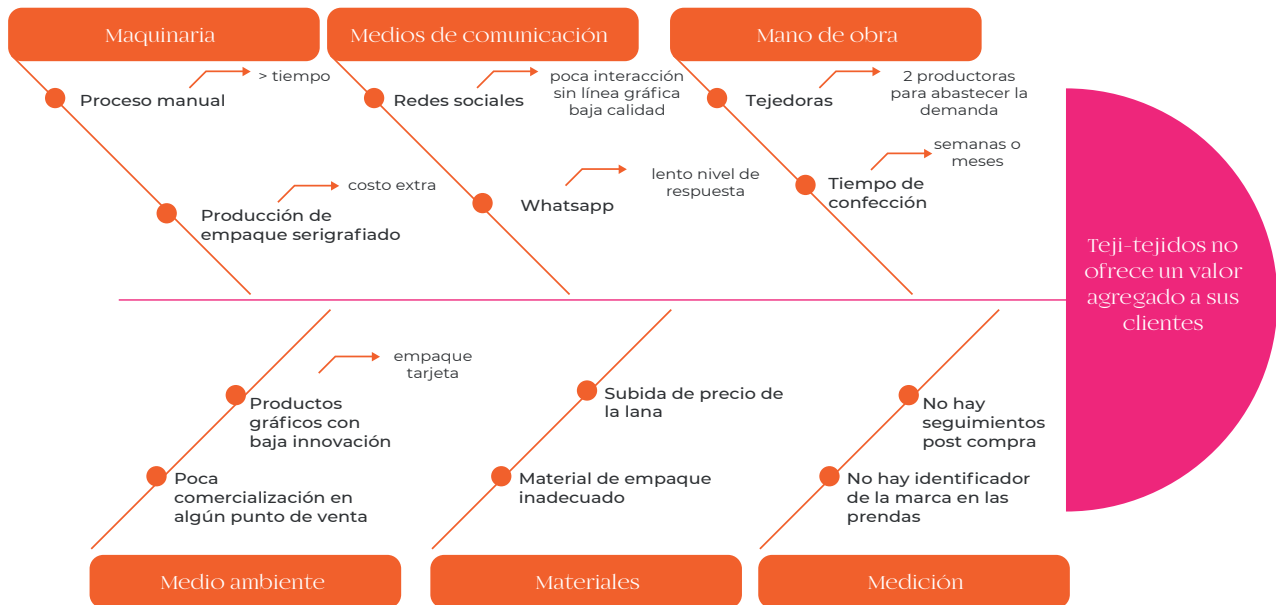 Maquinaria
Medios de comunicación
Mano de obra
> tiempo
Proceso manual
costo extra
Producción de
empaque serigrafiado
poca interacción
sin línea gráfica
baja calidad
Redes sociales
lento nivel de
respuesta
Whatsapp
2 productoras
para abastecer la
demanda
Tejedoras
semanas o
meses
Tiempo de
confección
Teji-tejidos no
ofrece un valor
agregado a sus
clientes
empaque
tarjeta
Productos
gráficos con
baja innovación
Poca
comercialización en
algún punto de venta
Subida de precio de
la lana
Material de empaque
inadecuado
No hay
seguimientos
post compra
No hay identificador
de la marca en las
prendas
Medio ambiente
Materiales
Medición